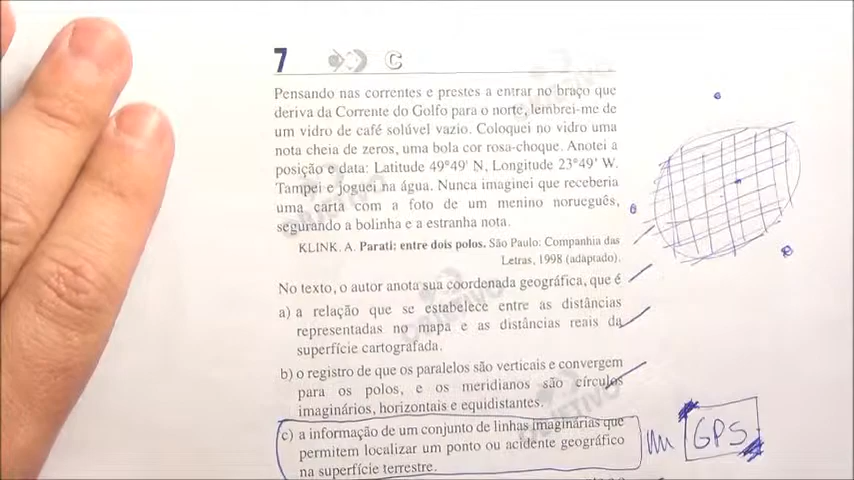 7 C
Pensando nas correntes e prestes a entrar no braço que
deriva da Corrente do Golfo para o norte, lembrei-me de
um vidro de café solúvel vazio. Coloquei no vidro uma
nota cheia de zeros, uma bola cor rosa-choque. Anotei a
posição e data: Latitude 49°49' N, Longitude 23°49' W.
Tampei e joguei na água. Nunca imaginei que receberia
uma carta com a foto de um menino norueguês,
segurando a bolinha e a estranha nota.
KLINK. A. Parati: entre dois polos. São Paulo: Companhia das
Letras, 1998 (adaptado).
No texto, o autor anota sua coordenada geográfica, que é
a) a relação que se estabelece entre as distâncias
representadas no mapa e as distâncias reais da
superfície cartografada.
b) o registro de que os paralelos são verticais e convergem
para os polos, e os meridianos são círculos
imaginários, horizontais e equidistantes.
c) a informação de um conjunto de linhas imaginárias que
permitem localizar um ponto ou acidente geográfico
na superfície terrestre.
GPS